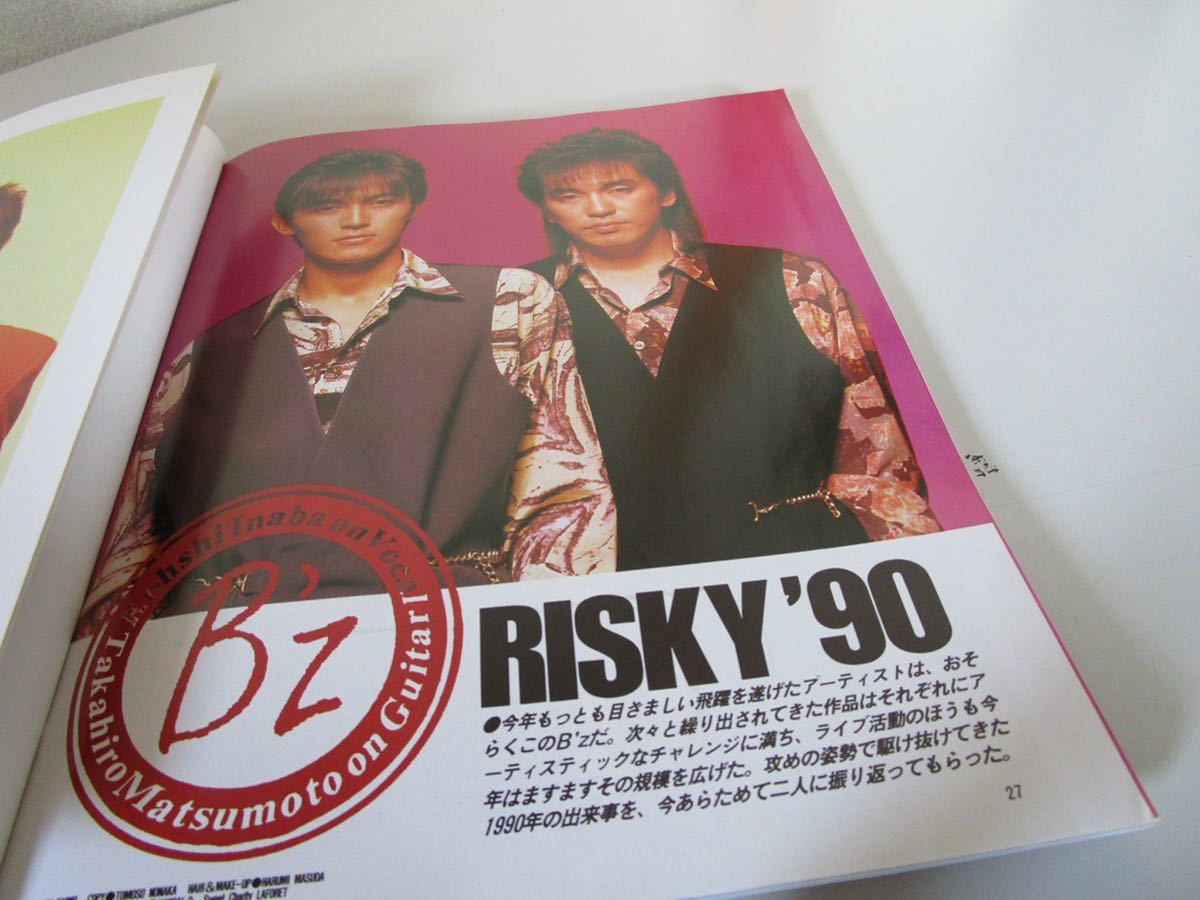 Kohshi Inaba on Vocal
B'z
Takahiro Matsumoto on Guitar
RISKY '90
●今年もっとも目ざましい飛躍を遂げたアーティストは、おそ
らくこのB'zだ。次々と繰り出されてきた作品はそれぞれにア
ーティスティックなチャレンジに満ち、ライブ活動のほうも今
年はますますその規模を広げた。攻めの姿勢で駆け抜けてきた
1990年の出来事を、今あらためて二人に振り返ってもらった。
27
COPY●TOMOSO NONAKA HAIR & MAKE-UP●HARUMI MASUDA
Sweet Charity LAFORET